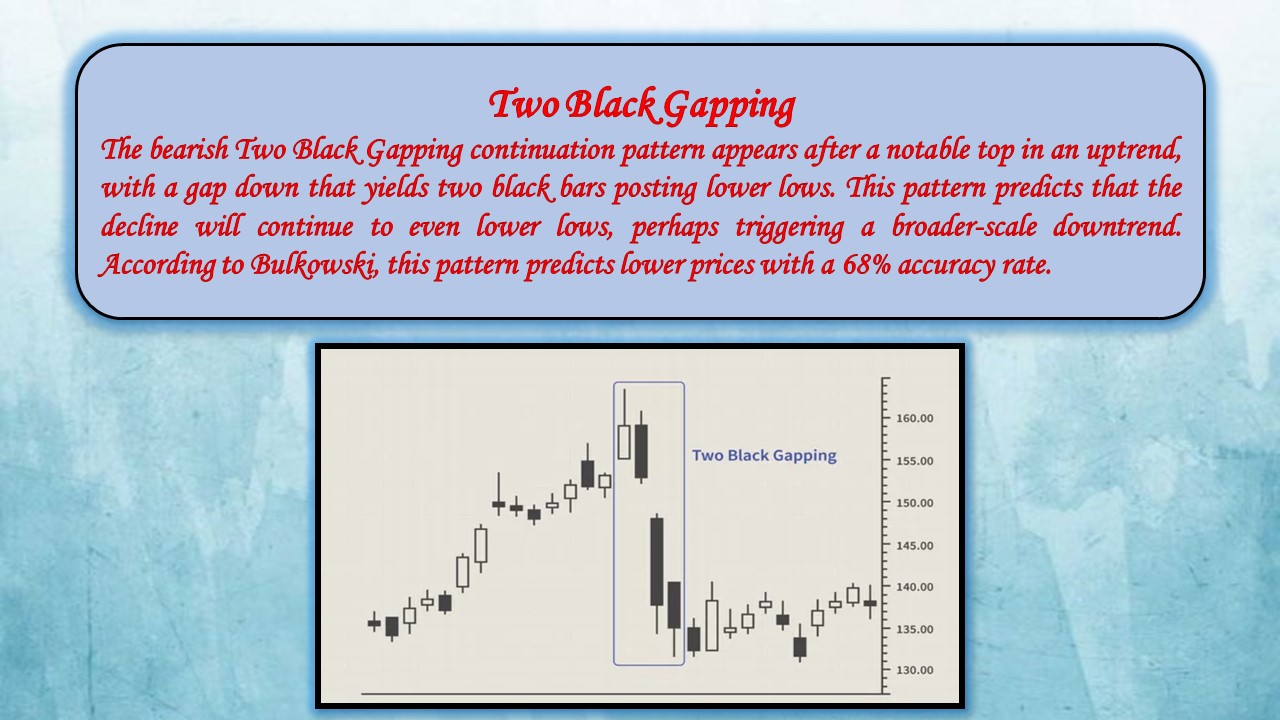 Two Black Gapping
The bearish Two Black Gapping continuation pattern appears after a notable top in an uptrend,
with a gap down that yields two black bars posting lower lows. This pattern predicts that the
decline will continue to even lower lows, perhaps triggering a broader-scale downtrend.
According to Bulkowski, this pattern predicts lower prices with a 68% accuracy rate.
160.00
Two Black Gapping
155.00
150.00
145.00
140.00
135.00
130.00